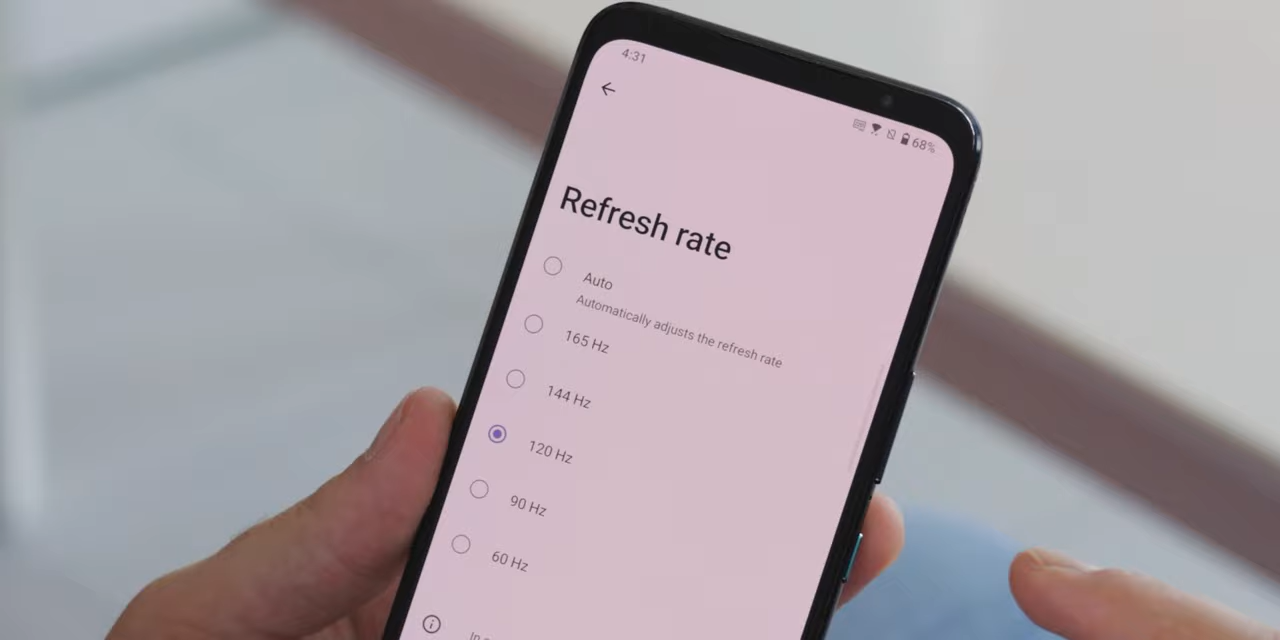 4:31
68%
Refresh rate
Auto
Automatically adjusts the refresh rate
165 Hz
144 Hz
120 Hz
90 Hz
60 Hz